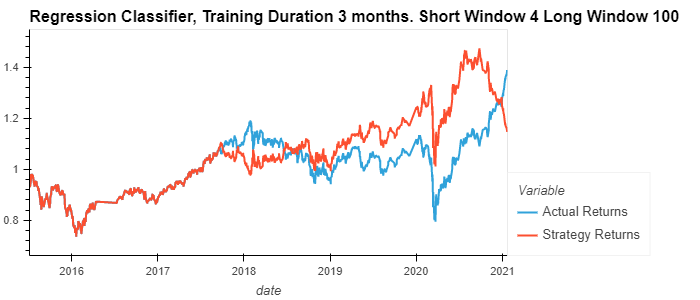 Regression Classifier, Training Duration 3 months. Short Window 4 Long Window 100
1.4
1.2
1
0.8
2016 2017 2018 2019 2020 2021
date
Variable
Actual Returns
Strategy Returns